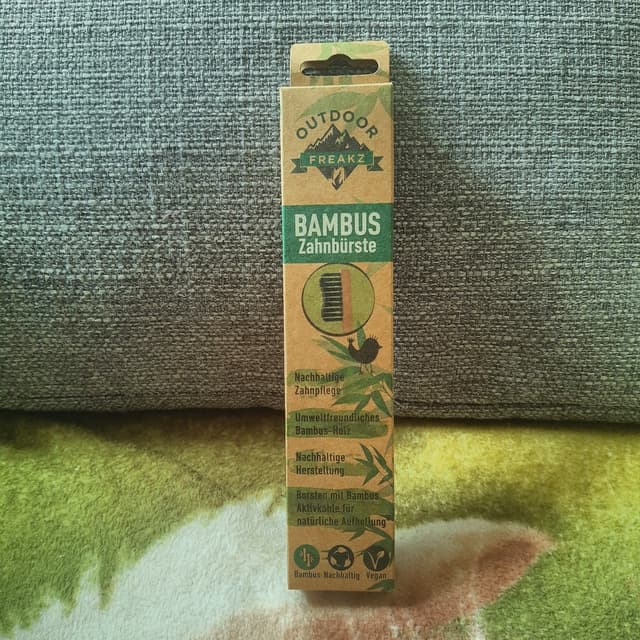 OUTDOOR
FREAKZ
BAMBUS
Zahnbürste
Nachhaltige
Zahnpflege
Umweltfreundliches
Bambus-Holz
Nachhaltige
Herstellung
Borsten mit Bambus
Aktivkohle für
natürliche Aufhellung
Bambus Nachhaltig Vegan